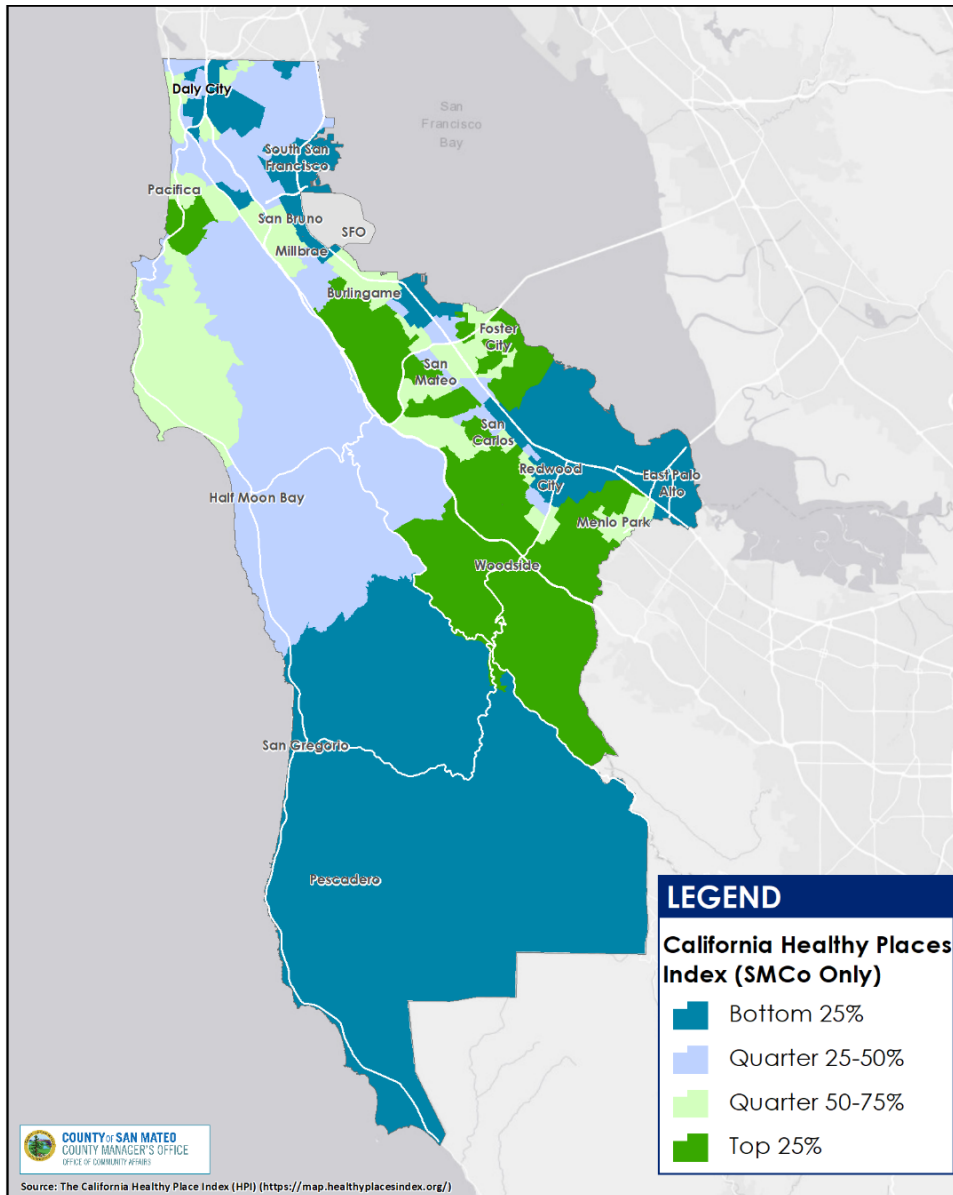 San
Francisco
Bay
Daly City
South San
Francisco
Pacifica
San Bruno
SFO
Millbrae
Burlingame
Foster
City
San
Mateo
San
Carlos
Redwood
City
East Palo
Alto
Half Moon Bay
Menlo Park
Woodside
San Gregorio
Pescadero
LEGEND
California Healthy Places
Index (SMCo Only)
Bottom 25%
Quarter 25-50%
Quarter 50-75%
Top 25%
COUNTY OF SAN MATEO
COUNTY MANAGER'S OFFICE
OFFICE OF COMMUNITY AFFAIRS
Source: The California Healthy Place Index (HPI) (https://map.healthyplacesindex.org/)